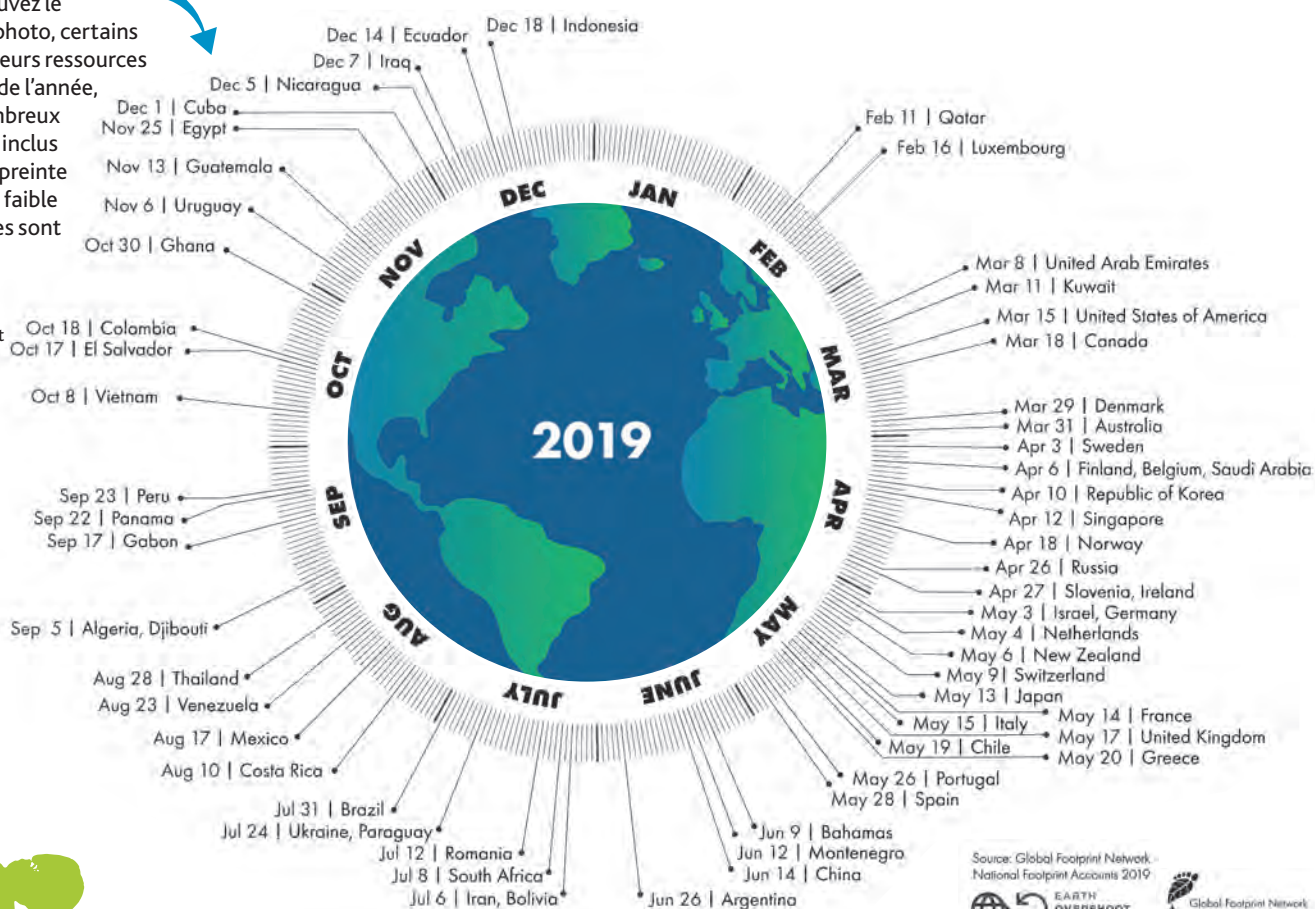 uvez le
photo, certains
eurs ressources
de l'année,
mbreux
inclus
preinte
faible
es sont
t
Dec 14 | Ecuador
Dec 18 | Indonesia
Dec 7 | Iraq
Dec 5 | Nicaragua
Dec 1 | Cuba
Nov 25 | Egypt
Nov 13 | Guatemala
Nov 6 | Uruguay
Oct 30 | Ghana
Oct 18 | Colombia
Oct 17 | El Salvador
Oct 8 | Vietnam
Sep 23 | Peru
Sep 22 | Panama
Sep 17 | Gabon
Sep 5 | Algeria, Djibouti
Aug 28 | Thailand
Aug 23 | Venezuela
Aug 17 | Mexico
Aug 10 | Costa Rica
Jul 31 | Brazil
Jul 24 | Ukraine, Paraguay
Jul 12 | Romania
Jul 8 | South Africa
Jul 6 | Iran, Bolivia
DEC
JAN
NOV
FEB
OCT
MAR
2019
SEP
APR
AUG
MAY
JULY
JUNE
Feb 11 | Qatar
Feb 16 | Luxembourg
Mar 8 | United Arab Emirates
Mar 11 | Kuwait
Mar 15 | United States of America
Mar 18 | Canada
Mar 29 | Denmark
Mar 31 | Australia
Apr 3 | Sweden
Apr 6 | Finland, Belgium, Saudi Arabia
Apr 10 | Republic of Korea
Apr 12 | Singapore
Apr 18 | Norway
Apr 26 | Russia
Apr 27 | Slovenia, Ireland
May 3 | Israel, Germany
May 4 | Netherlands
May 6 | New Zealand
May 9| Switzerland
May 13 | Japan
May 14 | France
May 15 | Italy
May 17 | United Kingdom
May 19 | Chile
May 20 | Greece
May 26 | Portugal
May 28 | Spain
Jun 9 | Bahamas
Jun 12 | Montenegro
Jun 14 | China
Jun 26 | Argentina
Source: Global Footprint Network
National Footprint Accounts 2019
EARTH
OVERSHOOT
Global Footprint Network